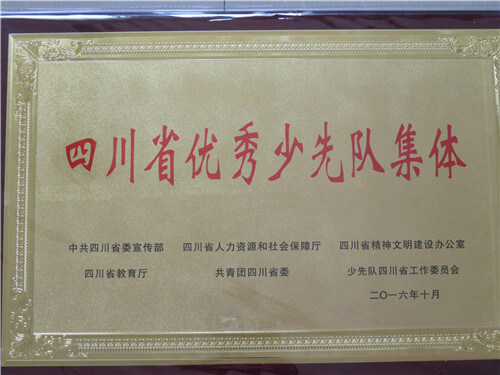 四川省优秀少先队集体
中共四川省委宣传部 四川省人力资源和社会保障厅 四川省精神文明建设办公室
四川省教育厅 共青团四川省委 少先队四川省工作委员会
二〇一六年十月